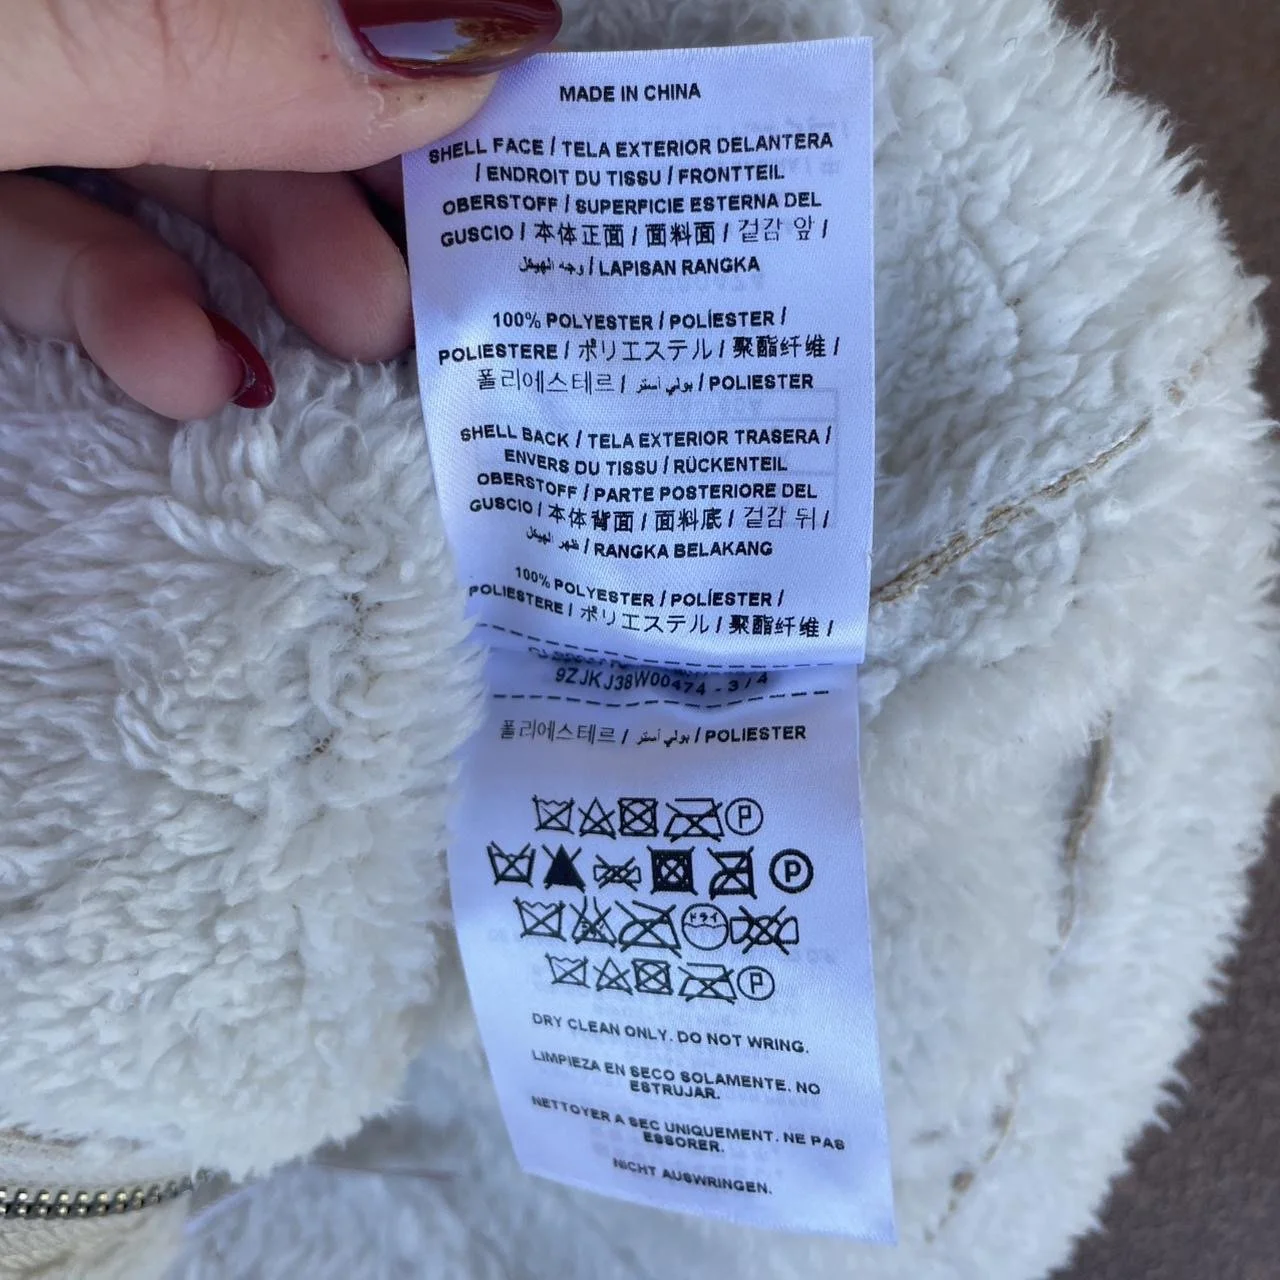 MADE IN CHINA
SHELL FACE / TELA EXTERIOR DELANTERA
/ ENDROIT DU TISSU / FRONTTEIL
OBERSTOFF / SUPERFICIE ESTERNA DEL
GUSCIO / 本体正面 / 面料面 / 겉감 앞 /
وجه الهيكل / LAPISAN RANGKA
100% POLYESTER / POLIÉSTER /
POLIESTERE / ポリエステル / 聚酯纤维 /
폴리에스테르 / بولي أستر / POLIESTER
SHELL BACK / TELA EXTERIOR TRASERA /
ENVERS DU TISSU / RÜCKENTEIL
OBERSTOFF / PARTE POSTERIORE DEL
GUSCIO / 本体背面 / 面料底 / 겉감 뒤 /
ظهر الهيكل / RANGKA BELAKANG
100% POLYESTER / POLIÉSTER /
POLIESTERE / ポリエステル / 聚酯纤维 /
9ZJKJ38W00474 - 3 / 4
폴리에스테르 / بولي أستر / POLIESTER
P
P
ドライ
P
DRY CLEAN ONLY. DO NOT WRING.
LIMPIEZA EN SECO SOLAMENTE. NO
ESTRUJAR.
NETTOYER A SEC UNIQUEMENT. NE PAS
ESSORER.
NICHT AUSWRINGEN.